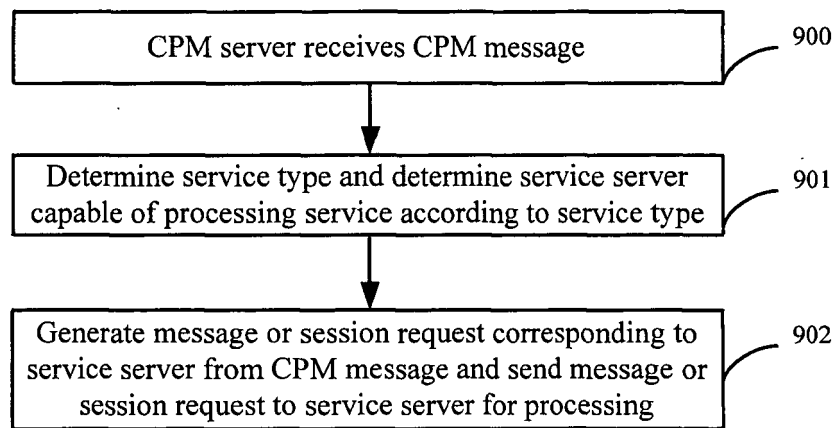 CPM server receives CPM message
900
Determine service type and determine service server
capable of processing service according to service type
901
Generate message or session request corresponding to
service server from CPM message and send message or
session request to service server for processing
902